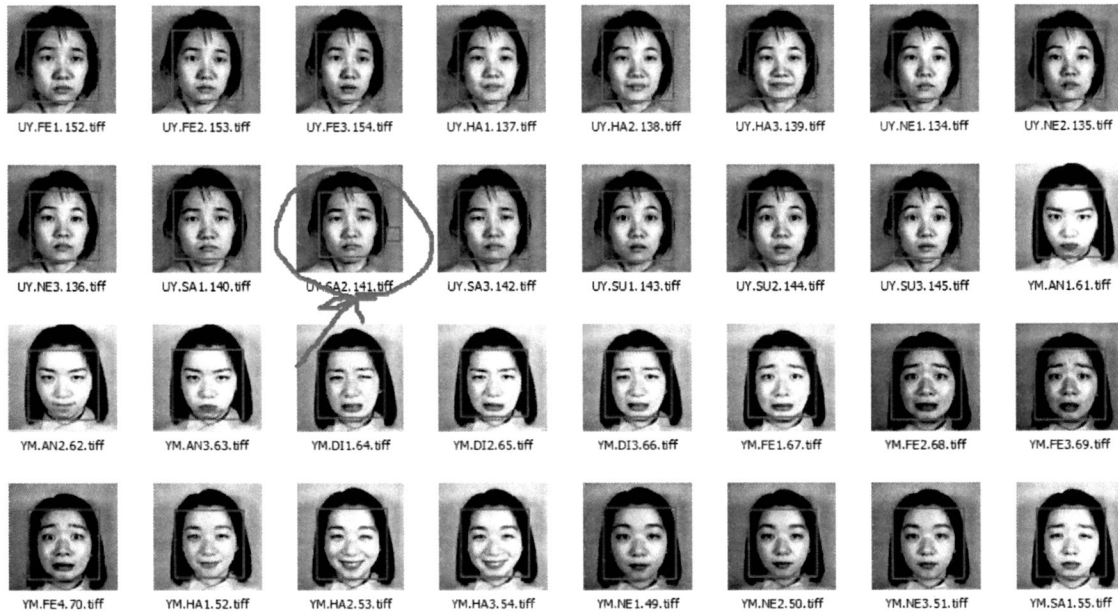 UY.FE1.152.tiff UY.FE2.153.tiff UY.FE3.154.tiff UY.HA1.137.tiff UY.HA2.138.tiff UY.HA3.139.tiff UY.NE1.134.tiff UY.NE2.135.tiff
UY.NE3.136.tiff UY.SA1.140.tiff UY.SA2.141.tiff UY.SA3.142.tiff UY.SU1.143.tiff UY.SU2.144.tiff UY.SU3.145.tiff YM.AN1.61.tiff
YM.AN2.62.tiff YM.AN3.63.tiff YM.DI1.64.tiff YM.DI2.65.tiff YM.DI3.66.tiff YM.FE1.67.tiff YM.FE2.68.tiff YM.FE3.69.tiff
YM.FE4.70.tiff YM.HA1.52.tiff YM.HA2.53.tiff YM.HA3.54.tiff YM.NE1.49.tiff YM.NE2.50.tiff YM.NE3.51.tiff YM.SA1.55.tiff